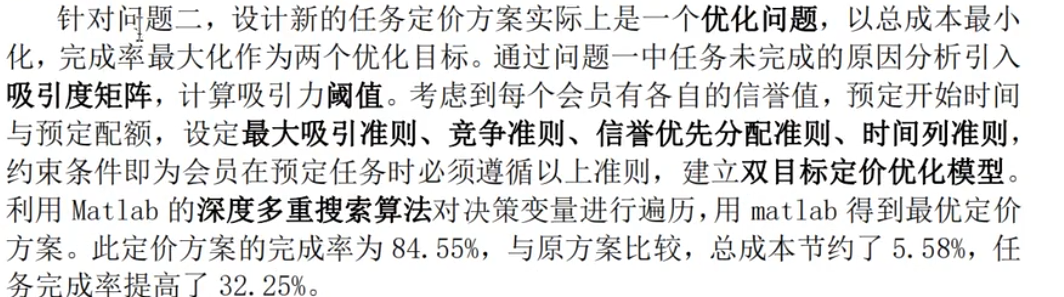 针对问题二，设计新的任务定价方案实际上是一个优化问题，以总成本最小
化，完成率最大化作为两个优化目标。通过问题一中任务未完成的原因分析引入
吸引度矩阵，计算吸引力阈值。考虑到每个会员有各自的信誉值，预定开始时间
与预定配额，设定最大吸引准则、竞争准则、信誉优先分配准则、时间列准则，
约束条件即为会员在预定任务时必须遵循以上准则，建立双目标定价优化模型。
利用 Matlab 的深度多重搜索算法对决策变量进行遍历，用 matlab 得到最优定价
方案。此定价方案的完成率为 84.55%，与原方案比较，总成本节约了 5.58%，任
务完成率提高了 32.25%。